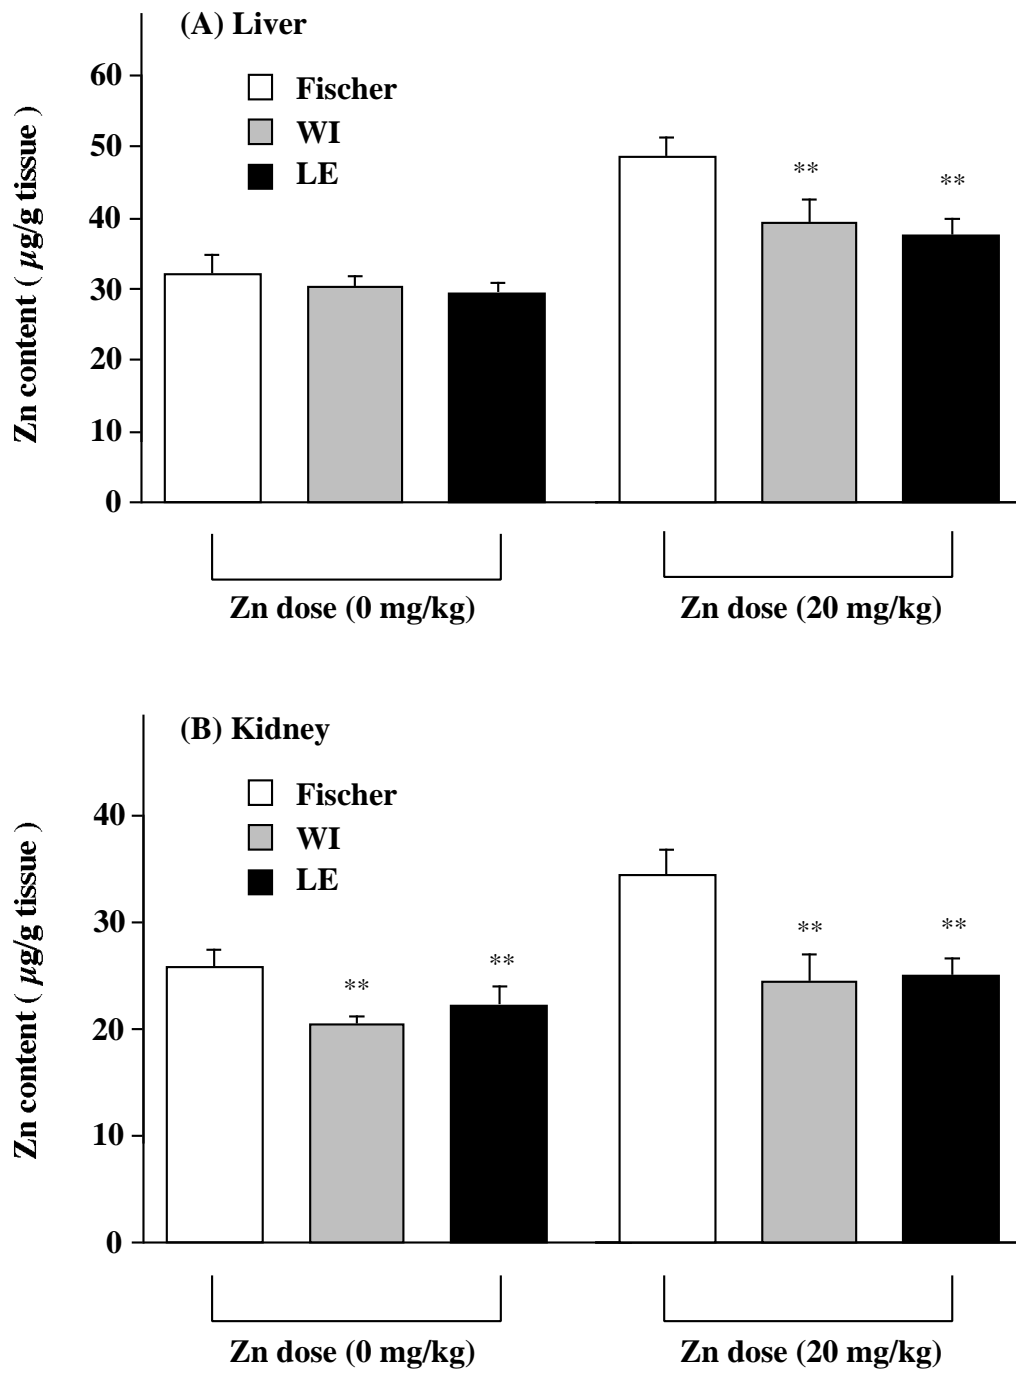 (A) Liver
Fischer
WI
LE
Zn content ( µg/g tissue )
60
50
40
30
20
10
0
**
**
Zn dose (0 mg/kg)
Zn dose (20 mg/kg)
(B) Kidney
Fischer
WI
LE
Zn content ( µg/g tissue )
40
30
20
10
0
**
**
**
**
Zn dose (0 mg/kg)
Zn dose (20 mg/kg)